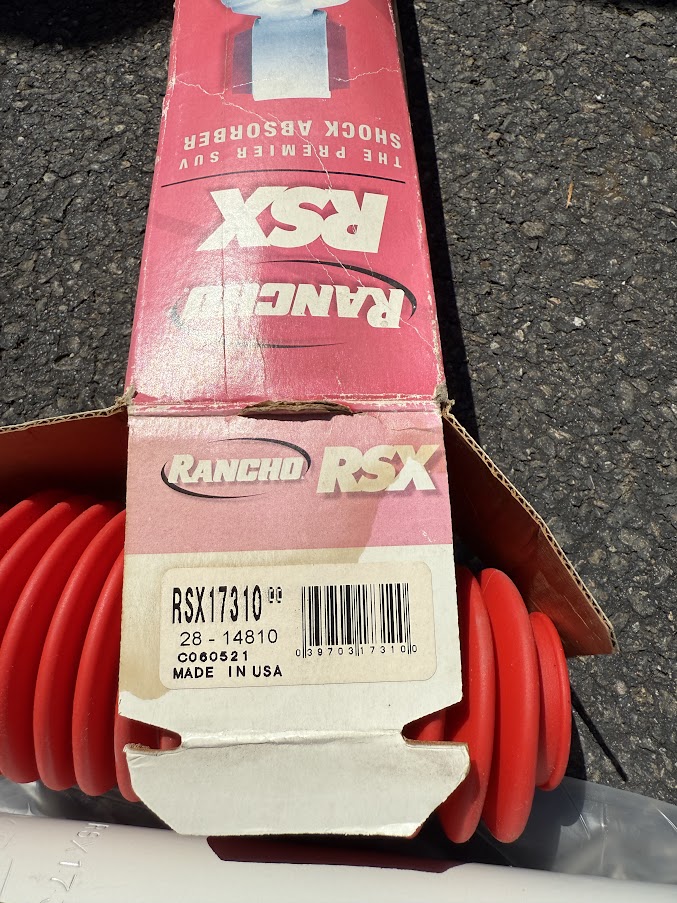 THE PREMIER SUV
SHOCK ABSORBER
RSX
RANCHO
RANCHO RSX
RSX17310
28 - 14810
C060521
MADE IN USA
0 39703 17310 0
RSX17